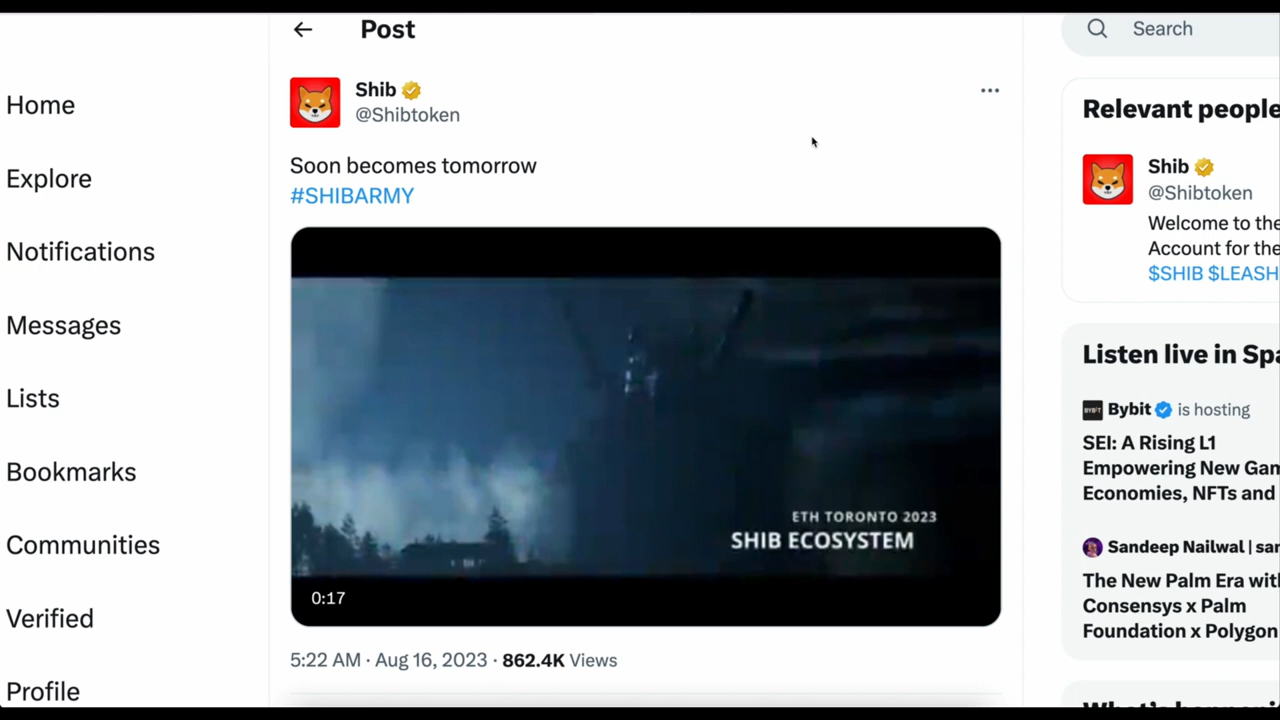 Post
Search
Home
Explore
Notifications
Messages
Lists
Bookmarks
Communities
Verified
Profile
Shib
@Shibtoken
Soon becomes tomorrow
#SHIBARMY
ETH TORONTO 2023
SHIB ECOSYSTEM
0:17
5:22 AM · Aug 16, 2023 · 862.4K Views
Relevant people
Shib
@Shibtoken
Welcome to the
Account for the
$SHIB $LEASH
Listen live in Spa
BYBIT Bybit is hosting
SEI: A Rising L1
Empowering New Gam
Economies, NFTs and
Sandeep Nailwal | san
The New Palm Era with
Consensys x Palm
Foundation x Polygon